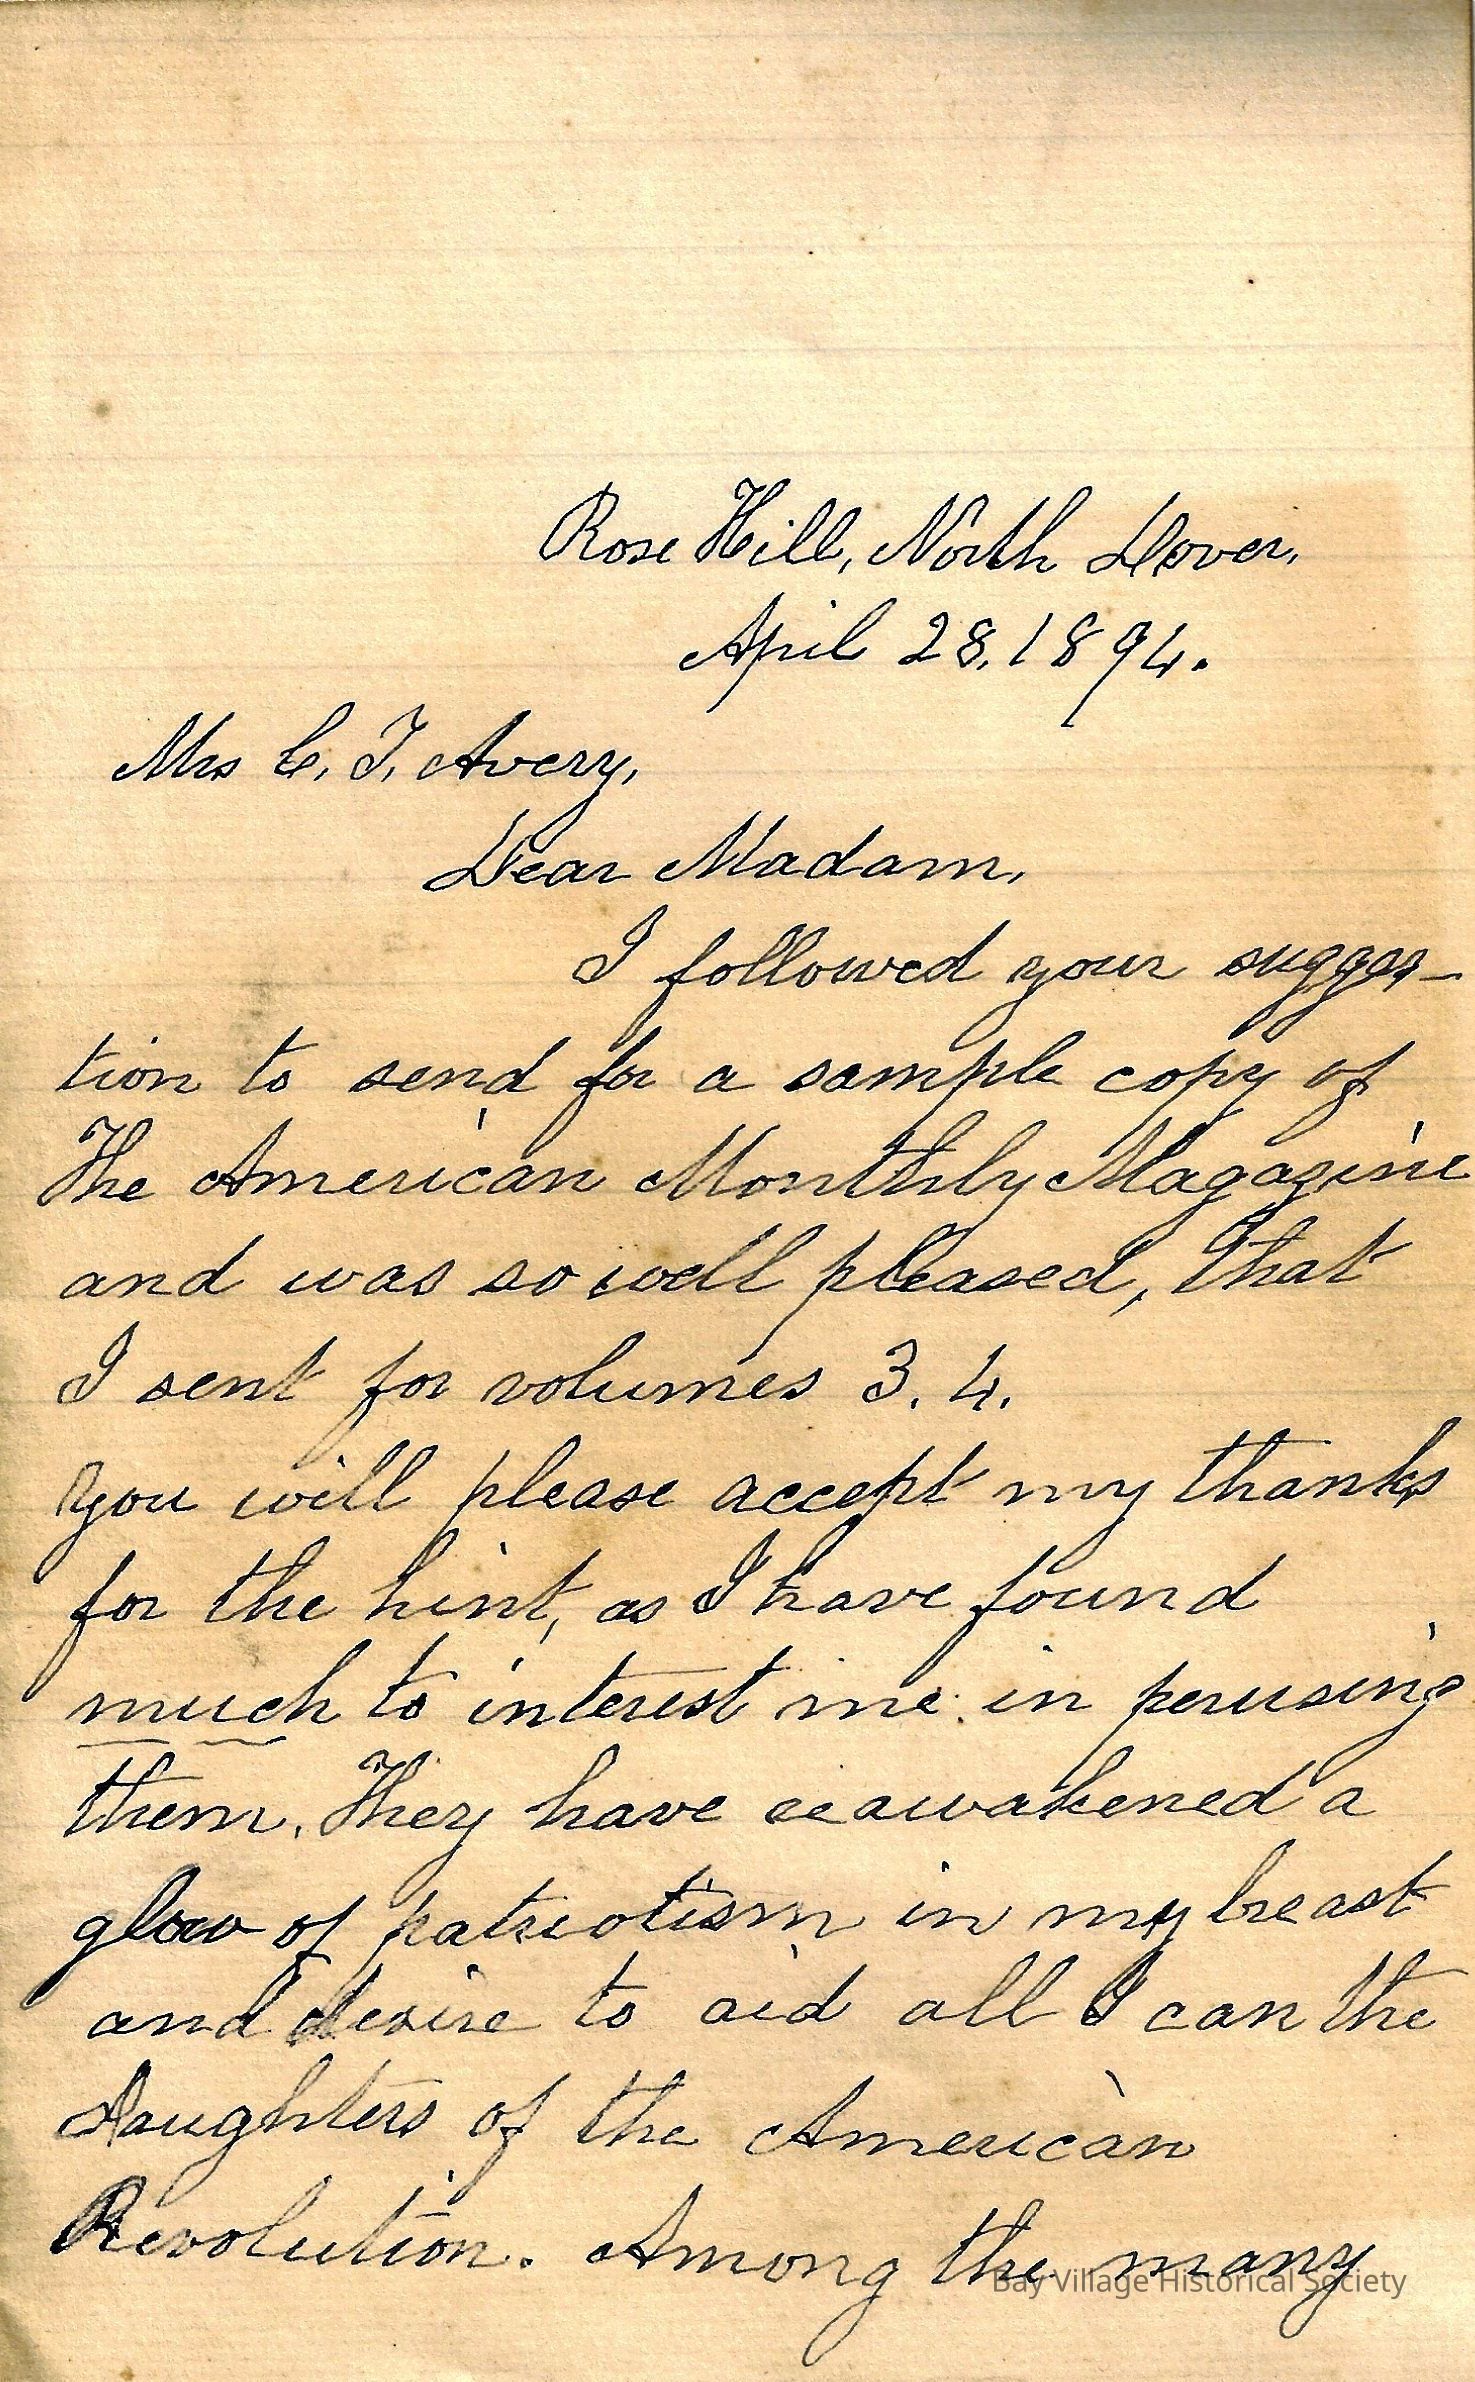 Rose Hill, North Dover,
April 28, 1894.
Mrs C. T. Avery,
Dear Madam,
I followed your sugges-
tion to send for a sample copy of
The American Monthly Magazine
and was so well pleased, that
I sent for volumes 3. 4.
you will please accept my thanks
for the hint, as I have found
much to interest me in perusing
them. They have reawakened a
glow of patriotism in my breast
and desire to aid all I can the
Daughters of the American
Revolution. Among the many
Bay Village Historical Society